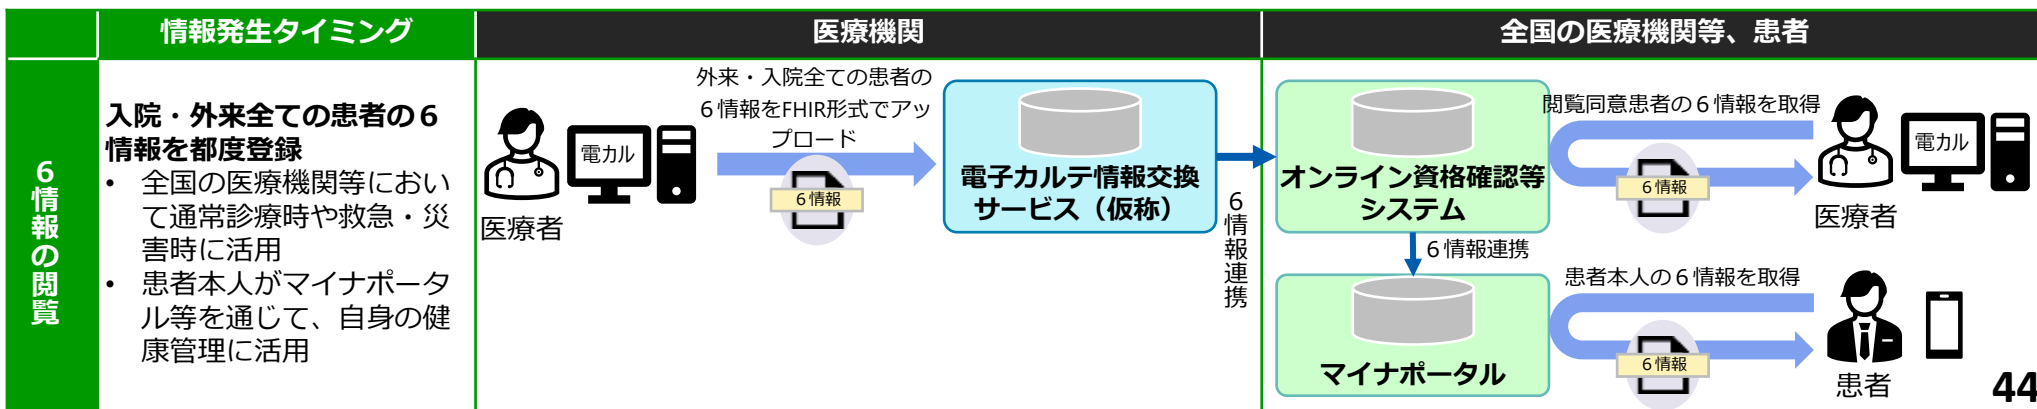 情報発生タイミング
医療機関
全国の医療機関等、患者
6情報の閲覧
入院・外来全ての患者の6
情報を都度登録
• 全国の医療機関等におい
て通常診療時や救急・災
害時に活用
• 患者本人がマイナポータ
ル等を通じて、自身の健
康管理に活用
電カル
医療者
外来・入院全ての患者の
6情報をFHIR形式でアッ
プロード
6情報
電子カルテ情報交換
サービス（仮称）
6情報連携
オンライン資格確認等
システム
6情報連携
マイナポータル
閲覧同意患者の6情報を取得
6情報
電カル
医療者
患者本人の6情報を取得
6情報
患者
44